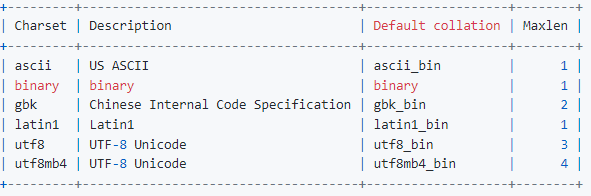 +---------+-------------------------------------+-------------------+--------+
| Charset | Description                         | Default collation | Maxlen |
+---------+-------------------------------------+-------------------+--------+
| ascii   | US ASCII                            | ascii_bin         |      1 |
| binary  | binary                              | binary            |      1 |
| gbk     | Chinese Internal Code Specification | gbk_bin           |      2 |
| latin1  | Latin1                              | latin1_bin        |      1 |
| utf8    | UTF-8 Unicode                       | utf8_bin          |      3 |
| utf8mb4 | UTF-8 Unicode                       | utf8mb4_bin       |      4 |
+---------+-------------------------------------+-------------------+--------+